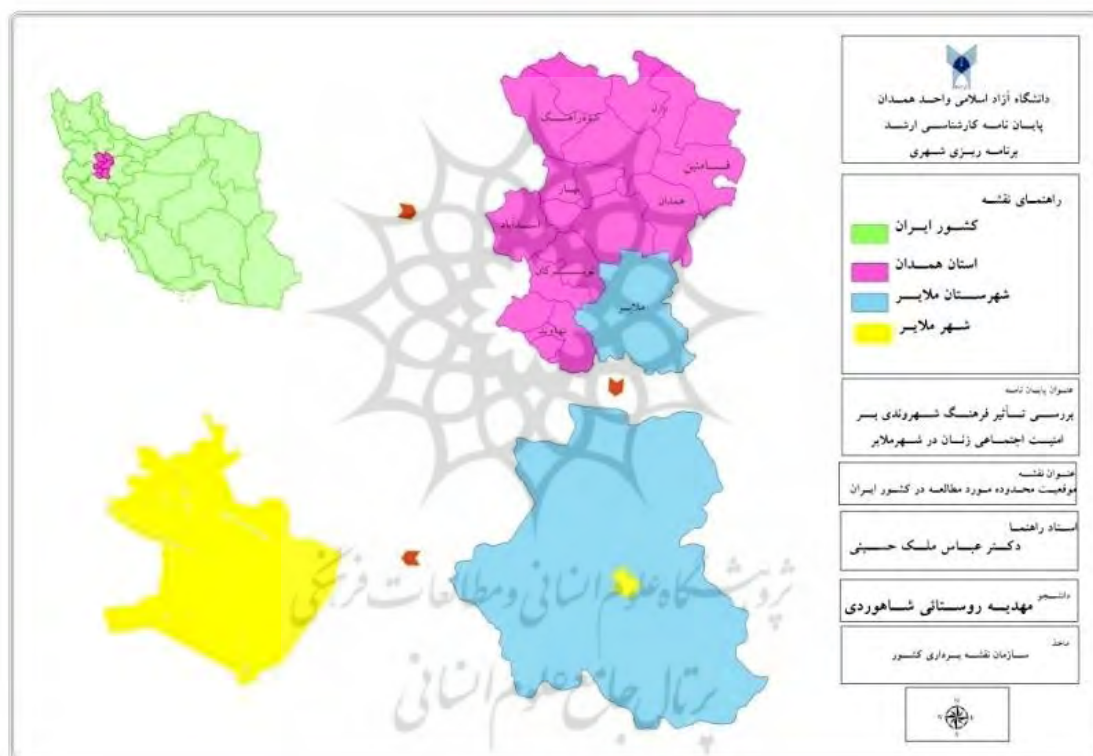 دانشگاه آزاد اسلامی واحد همدان
پایان نامه کارشناسی ارشد
برنامه ریزی شهری
راهنمای نقشه
کشور ایران
استان همدان
شهرستان ملایر
شهر ملایر
عنوان پایان نامه
بررسی تأثیر فرهنگ شهروندی بر
امنیت اجتماعی زنان در شهرملایر
عنوان نقشه
موقعیت محدوده مورد مطالعه در کشور ایران
استاد راهنما
دکتر عباس ملک حسینی
دانشجو
مهدیه روستائی شاهوردی
ماخذ
سازمان نقشه برداری کشور
کبودراهنگ
رزن
فامنین
بهار
همدان
اسدآباد
تویسرکان
ملایر
نهاوند
پژوهشگاه علوم انسانی و مطالعات فرهنگی
پرتال جامع علوم انسانی